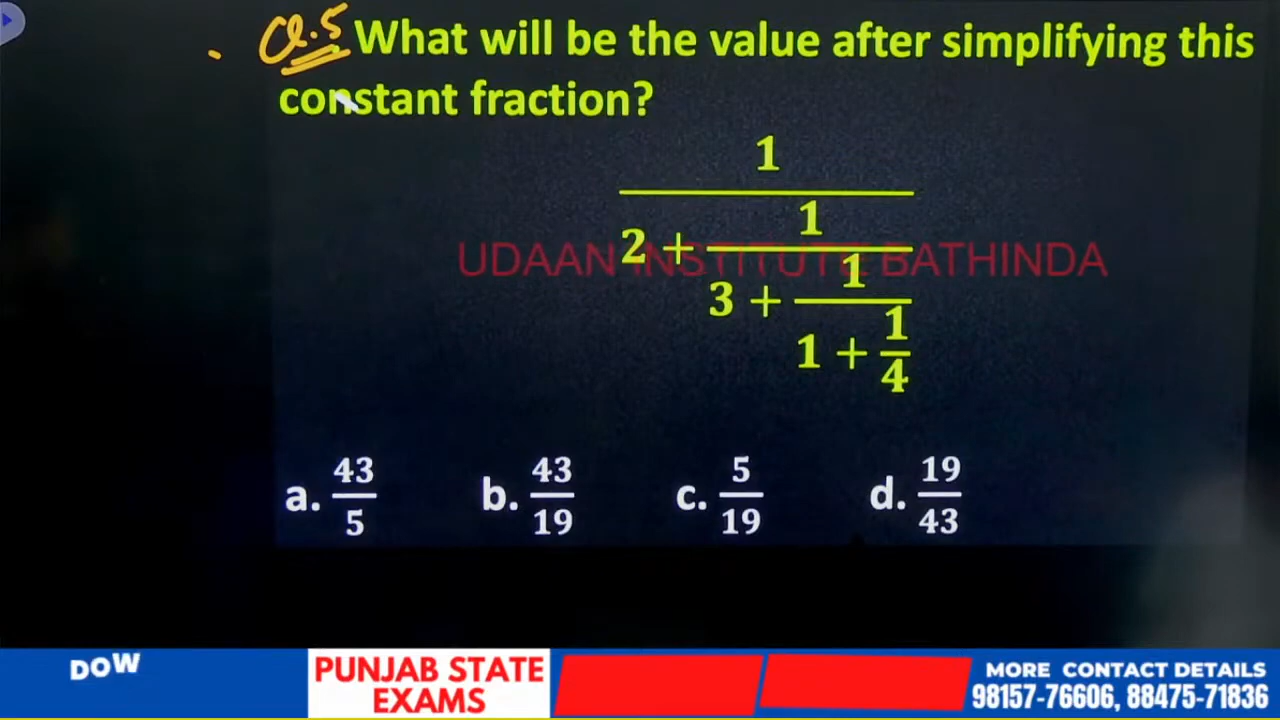 Q.5 What will be the value after simplifying this
constant fraction?
1
2 + 1
3 + 1
1 + 1
4
UDAAN INSTITUTE BATHINDA
a. 43/5 b. 43/19 c. 5/19 d. 19/43
DOW
PUNJAB STATE
EXAMS
MORE CONTACT DETAILS
98157-76606, 88475-71836